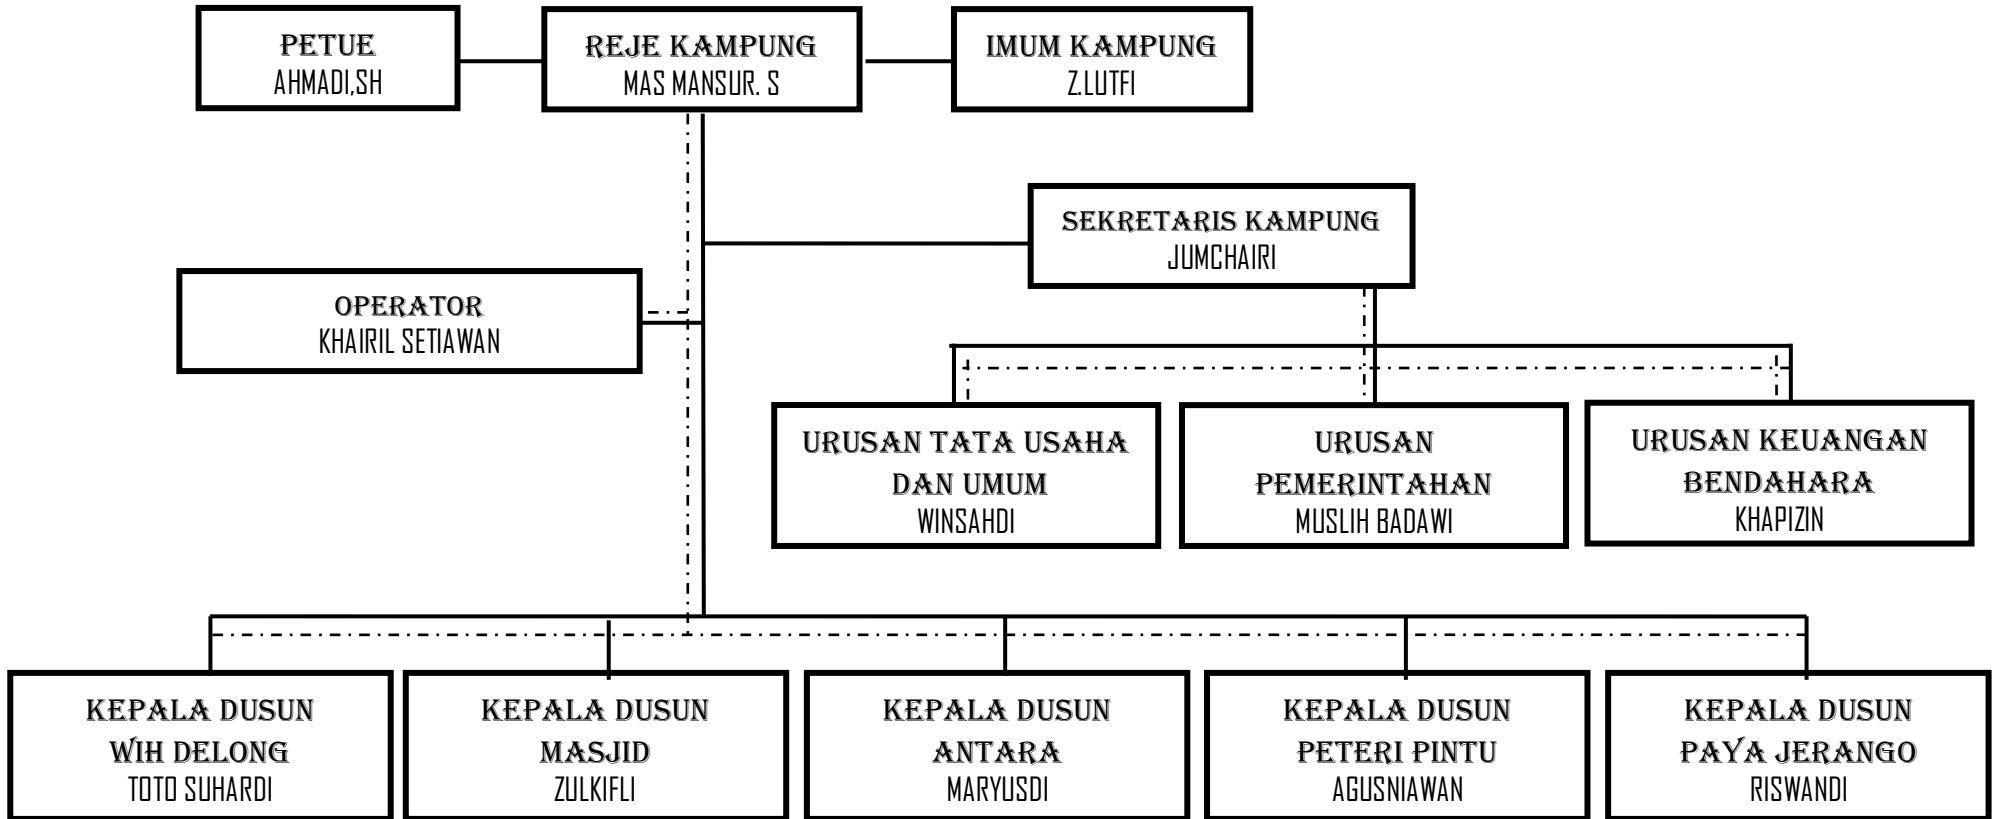 PETUE
AHMADI,SH
REJE KAMPUNG
MAS MANSUR. S
IMUM KAMPUNG
Z.LUTFI
SEKRETARIS KAMPUNG
JUMCHAIRI
OPERATOR
KHAIRIL SETIAWAN
URUSAN TATA USAHA
DAN UMUM
WINSAHDI
URUSAN
PEMERINTAHAN
MUSLIH BADAWI
URUSAN KEUANGAN
BENDAHARA
KHAPIZIN
KEPALA DUSUN
WIH DELONG
TOTO SUHARDI
KEPALA DUSUN
MASJID
ZULKIFLI
KEPALA DUSUN
ANTARA
MARYUSDI
KEPALA DUSUN
PETERI PINTU
AGUSNIAWAN
KEPALA DUSUN
PAYA JERANGO
RISWANDI